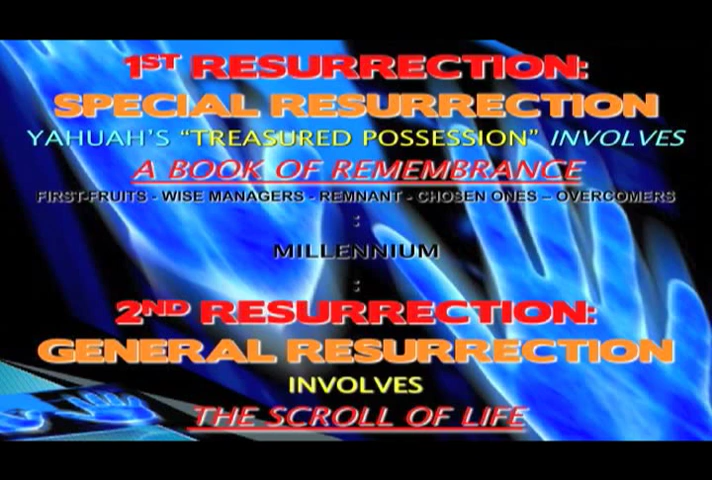 1ST RESURRECTION:
SPECIAL RESURRECTION
YAHUAH'S "TREASURED POSSESSION" INVOLVES
A BOOK OF REMEMBRANCE
FIRST-FRUITS - WISE MANAGERS - REMNANT - CHOSEN ONES – OVERCOMERS
:
MILLENNIUM
:
2ND RESURRECTION:
GENERAL RESURRECTION
INVOLVES
THE SCROLL OF LIFE